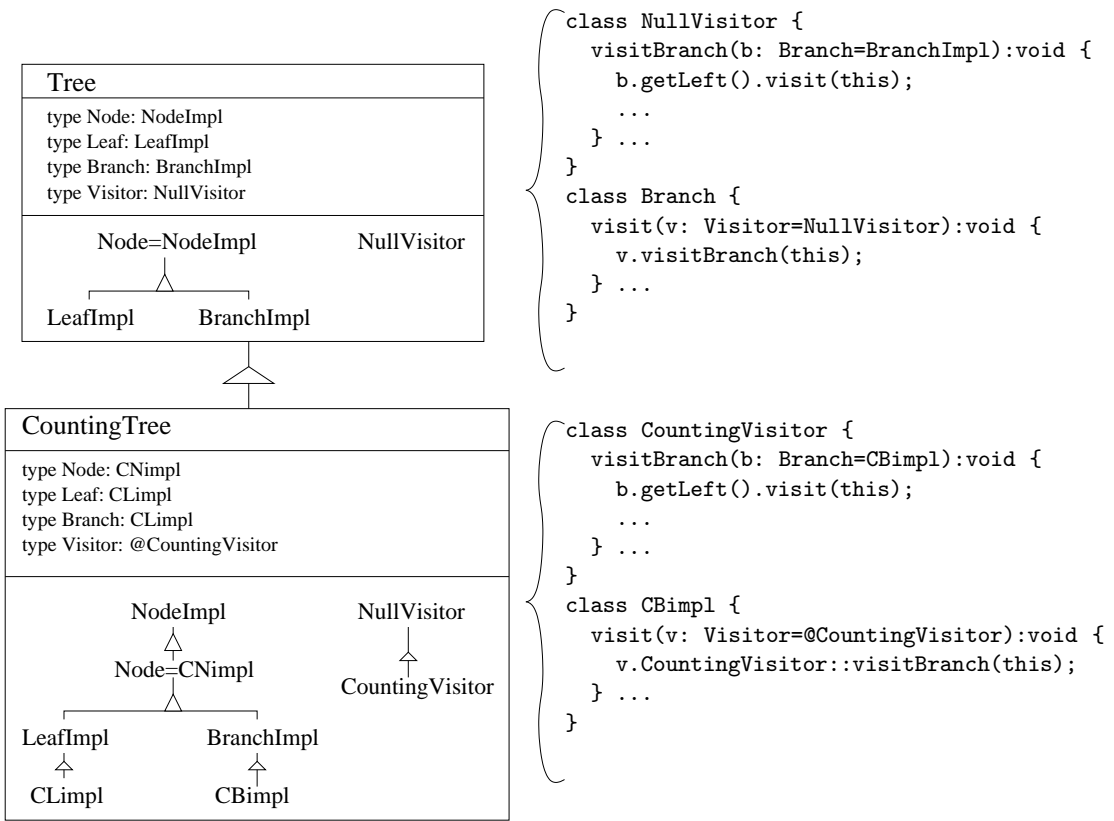 Tree
type Node: NodeImpl
type Leaf: LeafImpl
type Branch: BranchImpl
type Visitor: NullVisitor
Node=NodeImpl NullVisitor
LeafImpl BranchImpl
class NullVisitor {
visitBranch(b: Branch=BranchImpl):void {
b.getLeft().visit(this);
...
} ...
}
class Branch {
visit(v: Visitor=NullVisitor):void {
v.visitBranch(this);
} ...
}
CountingTree
type Node: CNimpl
type Leaf: CLimpl
type Branch: CLimpl
type Visitor: @CountingVisitor
NodeImpl NullVisitor
Node=CNimpl
CountingVisitor
LeafImpl BranchImpl
CLimpl CBimpl
class CountingVisitor {
visitBranch(b: Branch=CBimpl):void {
b.getLeft().visit(this);
...
} ...
}
class CBimpl {
visit(v: Visitor=@CountingVisitor):void {
v.CountingVisitor::visitBranch(this);
} ...
}